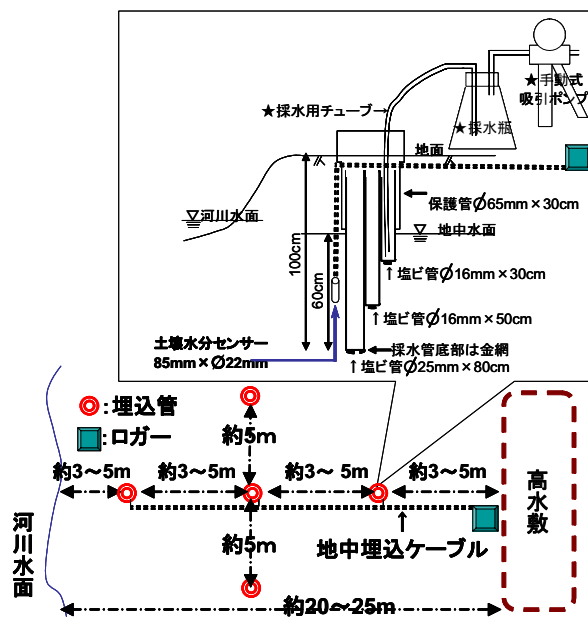 ★手動式
吸引ポンプ
★採水用チューブ→
★採水瓶
地面
保護管Ø65mm×30cm
河川水面
地中水面
100cm
60cm
↑塩ビ管Ø16mm×30cm
↑塩ビ管Ø16mm×50cm
土壌水分センサー
85mm×Ø22mm
採水管底部は金網
↑塩ビ管Ø25mm×80cm
:埋込管
:ロガー
約5m
約3～5m
約3～5m
約3～ 5m
約3～5m
高水敷
河川水面
約5m
地中埋込ケーブル
約20～25m